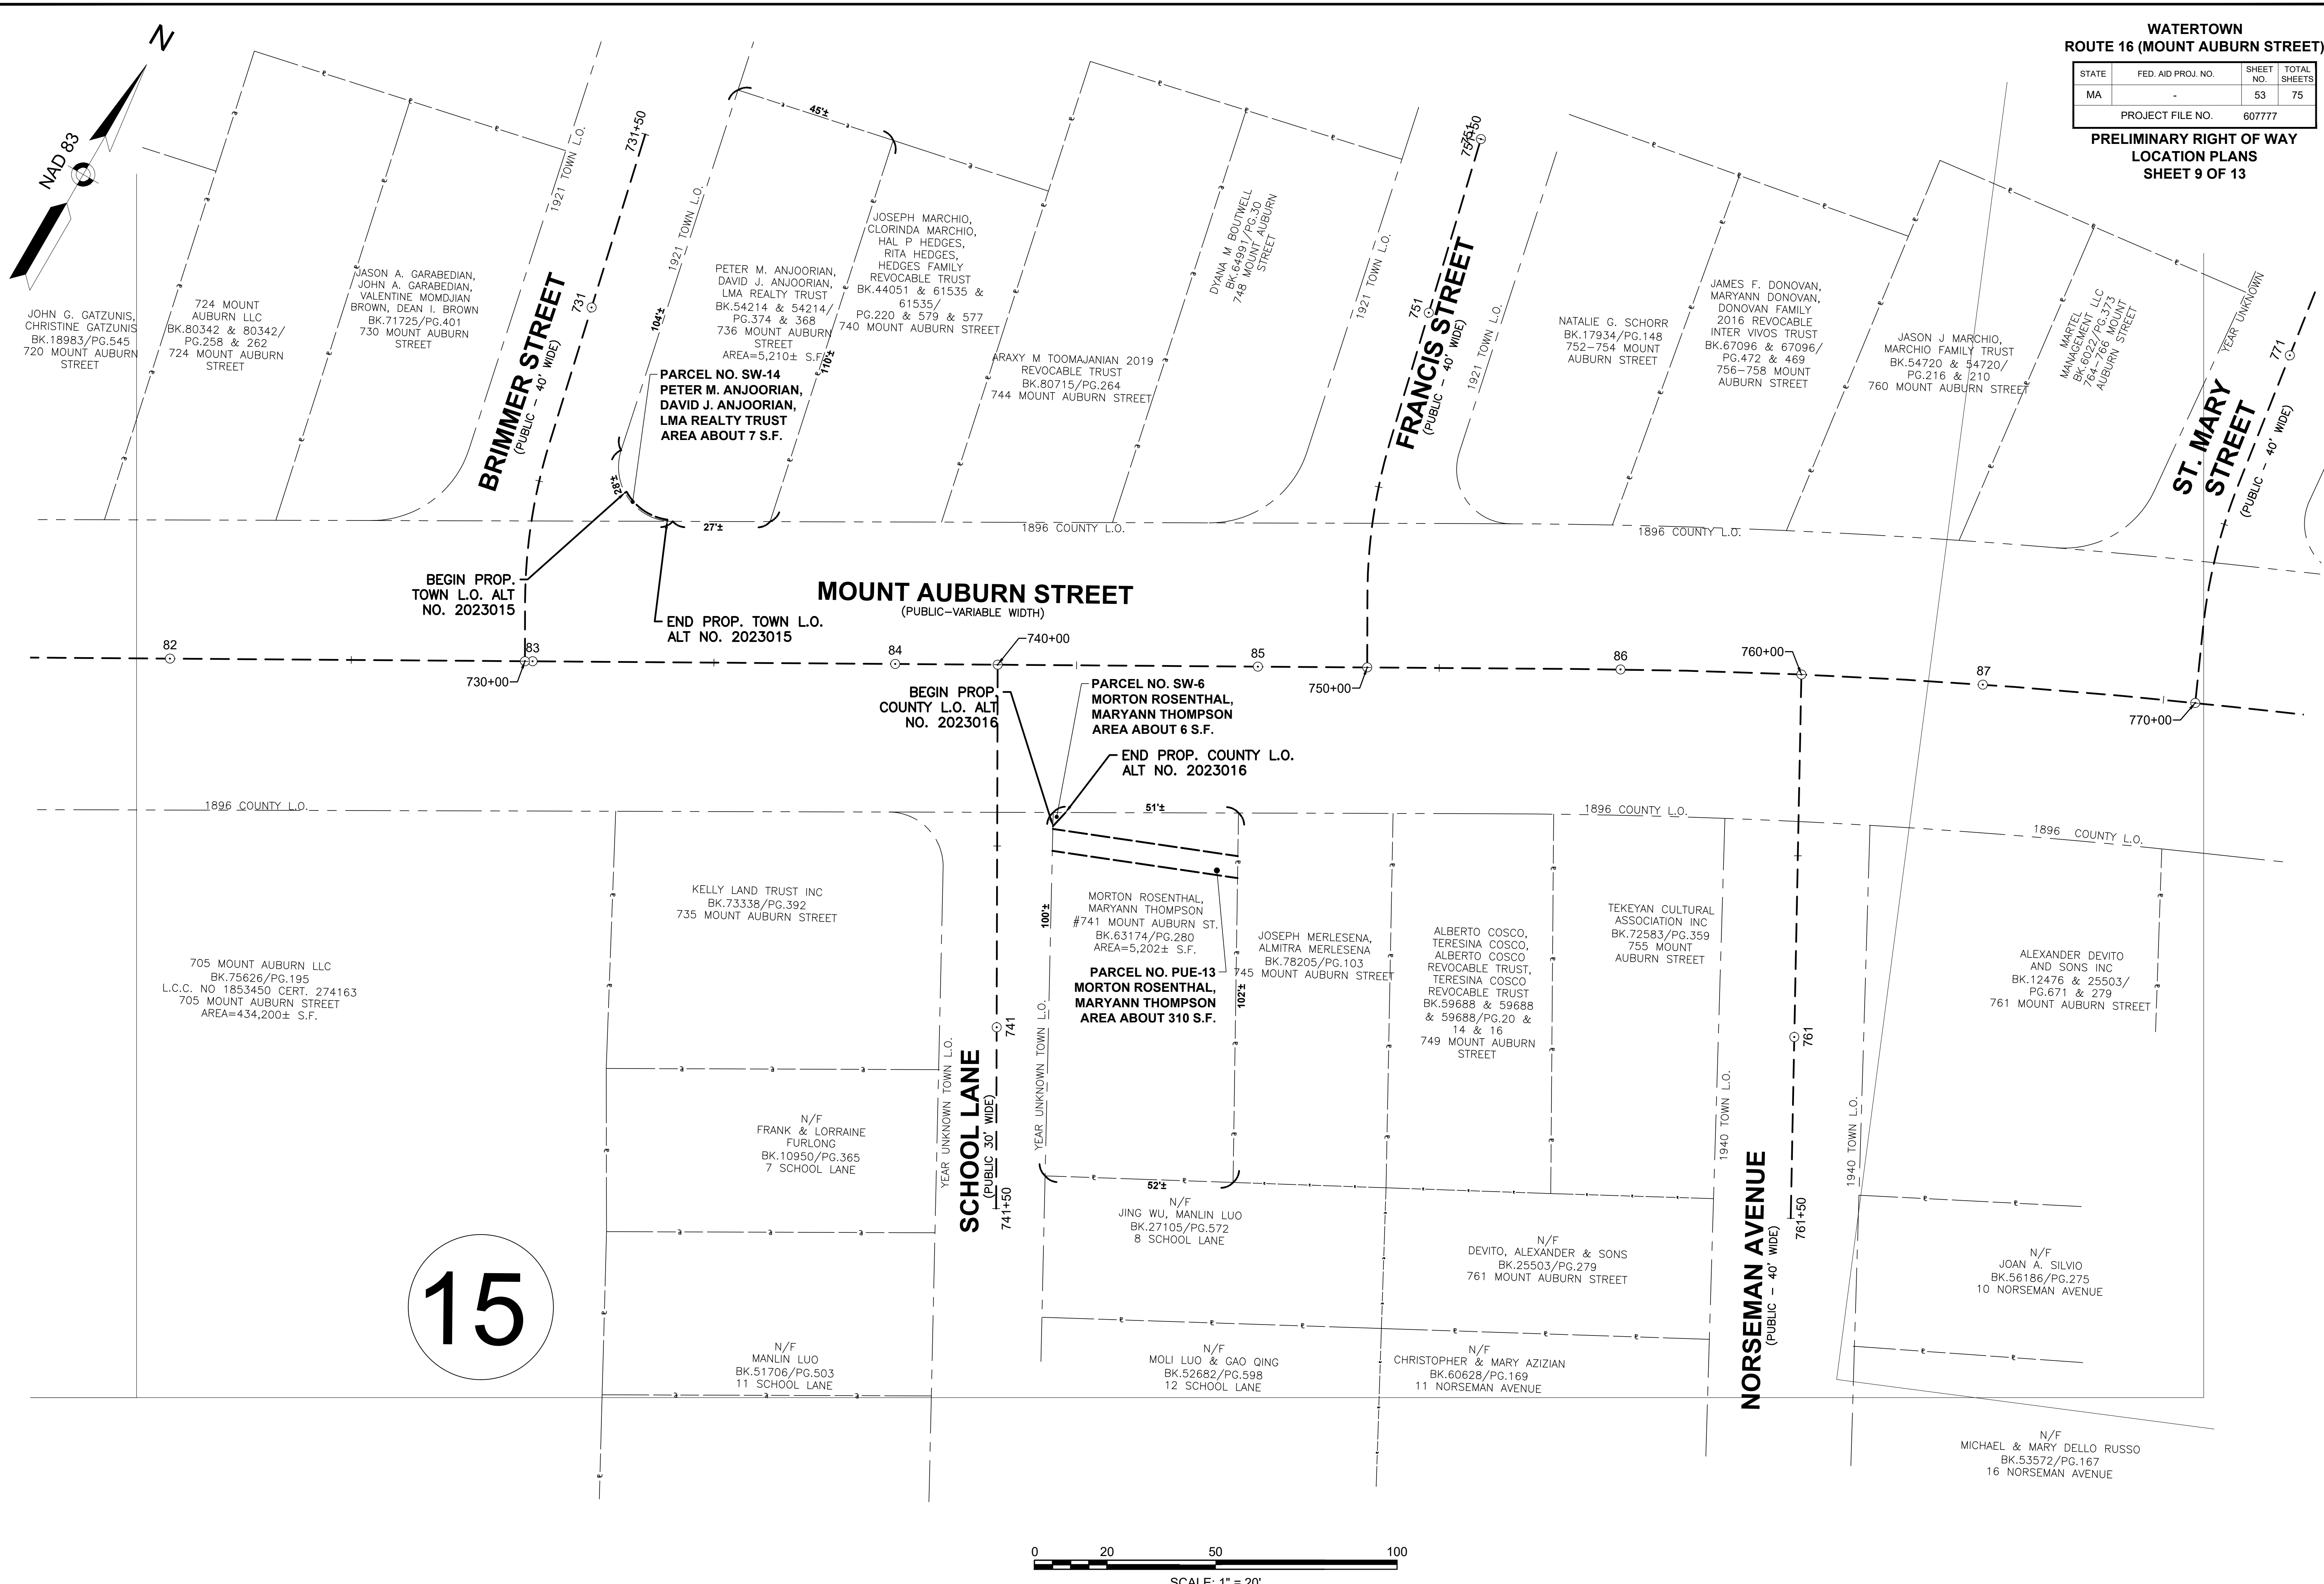 WATERTOWN
ROUTE 16 (MOUNT AUBURN STREET)
STATE
FED. AID PROJ. NO.
SHEET NO.
TOTAL SHEETS
MA
-
53
75
PROJECT FILE NO.
607777
PRELIMINARY RIGHT OF WAY
LOCATION PLANS
SHEET 9 OF 13
N
NAD 83
JOHN G. GATZUNIS,
CHRISTINE GATZUNIS
BK.18983/PG.545
720 MOUNT AUBURN
STREET
724 MOUNT
AUBURN LLC
BK.80342 & 80342/
PG.258 & 262
724 MOUNT AUBURN
STREET
JASON A. GARABEDIAN,
JOHN A. GARABEDIAN,
VALENTINE MOMDJIAN
BROWN, DEAN I. BROWN
BK.71725/PG.401
730 MOUNT AUBURN
STREET
1921 TOWN L.O.
BRIMMER STREET
(PUBLIC - 40' WIDE)
731
731+50
1921 TOWN L.O.
45'±
104'±
110'±
28'±
27'±
PETER M. ANJOORIAN,
DAVID J. ANJOORIAN,
LMA REALTY TRUST
BK.54214 & 54214/
PG.374 & 368
736 MOUNT AUBURN
STREET
AREA=5,210± S.F.
PARCEL NO. SW-14
PETER M. ANJOORIAN,
DAVID J. ANJOORIAN,
LMA REALTY TRUST
AREA ABOUT 7 S.F.
JOSEPH MARCHIO,
CLORINDA MARCHIO,
HAL P HEDGES,
RITA HEDGES,
HEDGES FAMILY
REVOCABLE TRUST
BK.44051 & 61535 &
61535/
PG.220 & 579 & 577
740 MOUNT AUBURN STREET
ARAXY M TOOMAJANIAN 2019
REVOCABLE TRUST
BK.80715/PG.264
744 MOUNT AUBURN STREET
DYANA M BOUTWELL
BK.64991/PG.30
748 MOUNT AUBURN
STREET
1921 TOWN L.O.
FRANCIS STREET
(PUBLIC - 40' WIDE)
751
751
751+50
1921 TOWN L.O.
NATALIE G. SCHORR
BK.17934/PG.148
752-754 MOUNT
AUBURN STREET
JAMES F. DONOVAN,
MARYANN DONOVAN,
DONOVAN FAMILY
2016 REVOCABLE
INTER VIVOS TRUST
BK.67096 & 67096/
PG.472 & 469
756-758 MOUNT
AUBURN STREET
JASON J MARCHIO,
MARCHIO FAMILY TRUST
BK.54720 & 54720/
PG.216 & 210
760 MOUNT AUBURN STREET
MARTEL
MANAGEMENT LLC
BK.6022/PG.373
764-766 MOUNT
AUBURN STREET
YEAR UNKNOWN
ST. MARY
STREET
(PUBLIC - 40' WIDE)
771
1896 COUNTY L.O.
1896 COUNTY L.O.
BEGIN PROP.
TOWN L.O. ALT
NO. 2023015
END PROP. TOWN L.O.
ALT NO. 2023015
MOUNT AUBURN STREET
(PUBLIC-VARIABLE WIDTH)
82
83
84
85
86
87
730+00
740+00
750+00
760+00
770+00
BEGIN PROP.
COUNTY L.O. ALT
NO. 2023016
PARCEL NO. SW-6
MORTON ROSENTHAL,
MARYANN THOMPSON
AREA ABOUT 6 S.F.
END PROP. COUNTY L.O.
ALT NO. 2023016
1896 COUNTY L.O.
51'±
1896 COUNTY L.O.
1896 COUNTY L.O.
705 MOUNT AUBURN LLC
BK.75626/PG.195
L.C.C. NO 1853450 CERT. 274163
705 MOUNT AUBURN STREET
AREA=434,200± S.F.
KELLY LAND TRUST INC
BK.73338/PG.392
735 MOUNT AUBURN STREET
N/F
FRANK & LORRAINE
FURLONG
BK.10950/PG.365
7 SCHOOL LANE
N/F
MANLIN LUO
BK.51706/PG.503
11 SCHOOL LANE
YEAR UNKNOWN TOWN L.O.
SCHOOL LANE
(PUBLIC 30' WIDE)
741
741+50
YEAR UNKNOWN TOWN L.O.
100'±
102'±
52'±
MORTON ROSENTHAL,
MARYANN THOMPSON
#741 MOUNT AUBURN ST.
BK.63174/PG.280
AREA=5,202± S.F.
PARCEL NO. PUE-13
MORTON ROSENTHAL,
MARYANN THOMPSON
AREA ABOUT 310 S.F.
JOSEPH MERLESENA,
ALMITRA MERLESENA
BK.78205/PG.103
745 MOUNT AUBURN STREET
ALBERTO COSCO,
TERESINA COSCO,
ALBERTO COSCO
REVOCABLE TRUST,
TERESINA COSCO
REVOCABLE TRUST
BK.59688 & 59688
& 59688/PG.20 &
14 & 16
749 MOUNT AUBURN
STREET
TEKEYAN CULTURAL
ASSOCIATION INC
BK.72583/PG.359
755 MOUNT
AUBURN STREET
1940 TOWN L.O.
NORSEMAN AVENUE
(PUBLIC - 40' WIDE)
761
761+50
1940 TOWN L.O.
ALEXANDER DEVITO
AND SONS INC
BK.12476 & 25503/
PG.671 & 279
761 MOUNT AUBURN STREET
N/F
JING WU, MANLIN LUO
BK.27105/PG.572
8 SCHOOL LANE
N/F
DEVITO, ALEXANDER & SONS
BK.25503/PG.279
761 MOUNT AUBURN STREET
N/F
JOAN A. SILVIO
BK.56186/PG.275
10 NORSEMAN AVENUE
N/F
MOLI LUO & GAO QING
BK.52682/PG.598
12 SCHOOL LANE
N/F
CHRISTOPHER & MARY AZIZIAN
BK.60628/PG.169
11 NORSEMAN AVENUE
N/F
MICHAEL & MARY DELLO RUSSO
BK.53572/PG.167
16 NORSEMAN AVENUE
15
0 20 50 100
SCALE: 1" = 20'